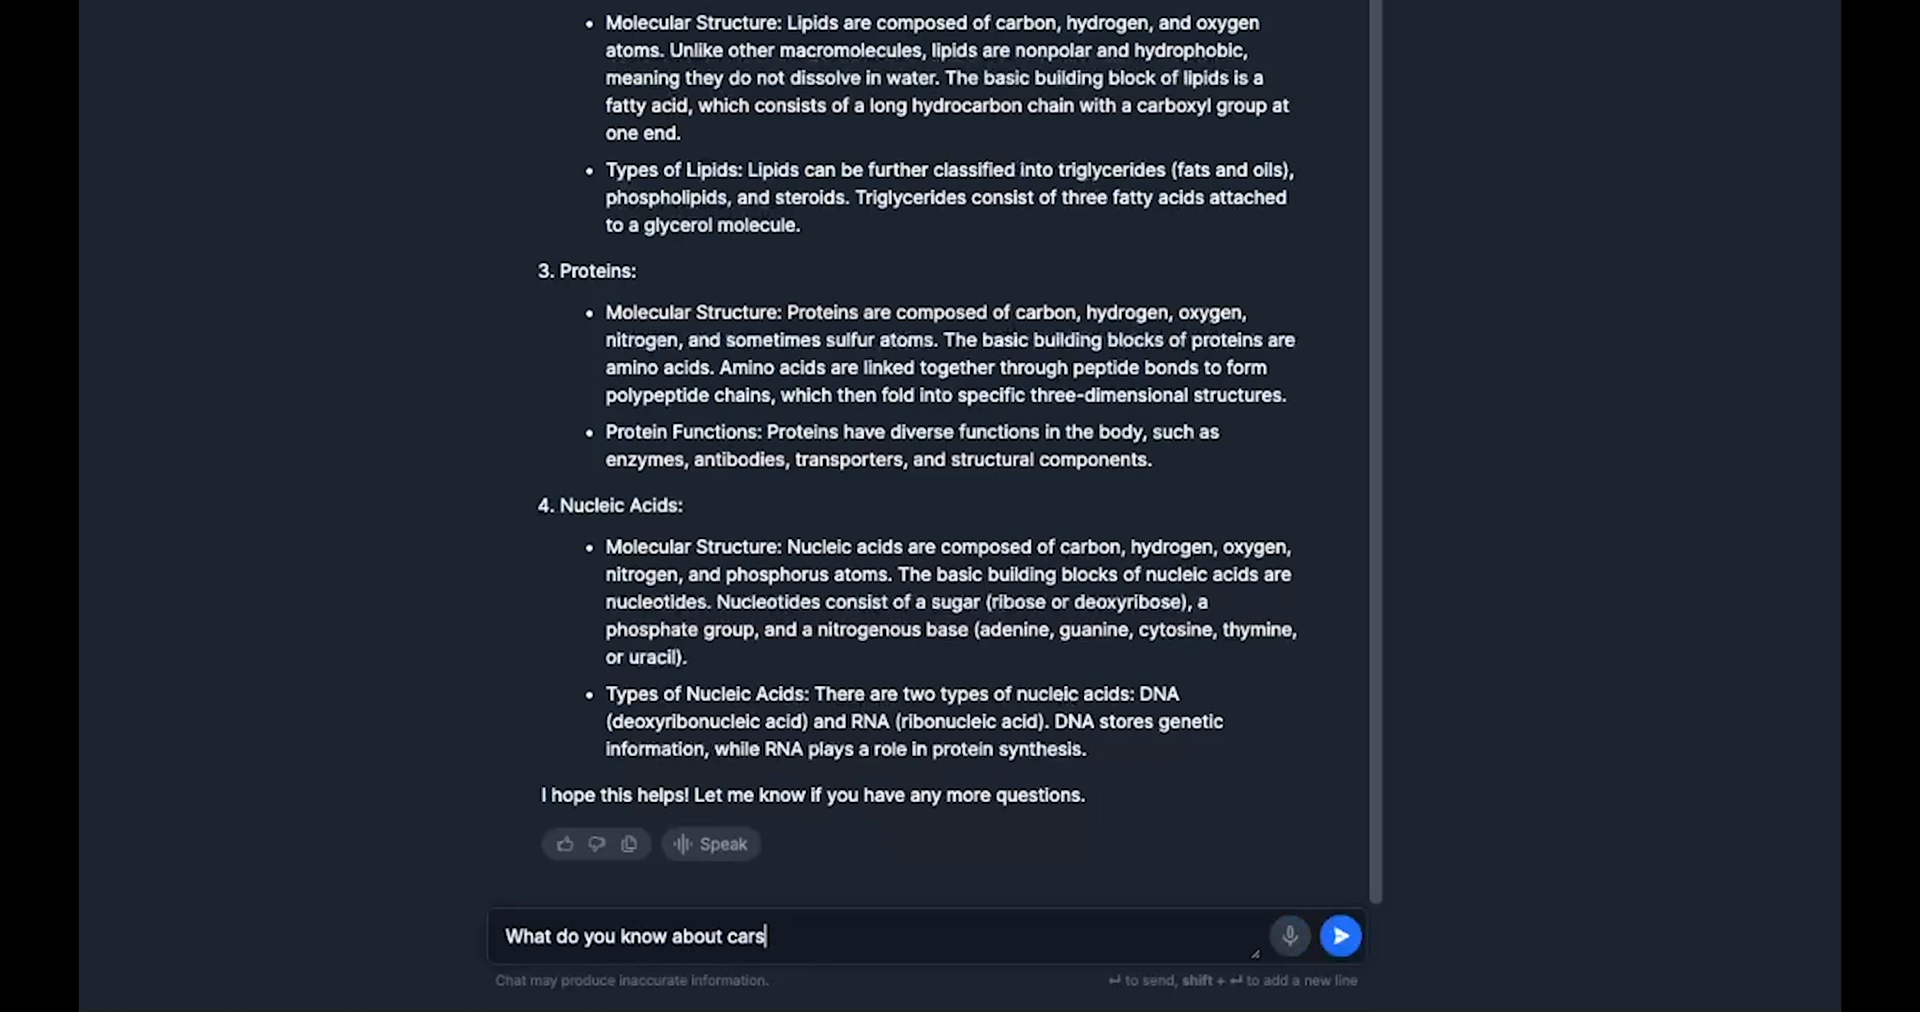 • Molecular Structure: Lipids are composed of carbon, hydrogen, and oxygen
atoms. Unlike other macromolecules, lipids are nonpolar and hydrophobic,
meaning they do not dissolve in water. The basic building block of lipids is a
fatty acid, which consists of a long hydrocarbon chain with a carboxyl group at
one end.
• Types of Lipids: Lipids can be further classified into triglycerides (fats and oils),
phospholipids, and steroids. Triglycerides consist of three fatty acids attached
to a glycerol molecule.
3. Proteins:
• Molecular Structure: Proteins are composed of carbon, hydrogen, oxygen,
nitrogen, and sometimes sulfur atoms. The basic building blocks of proteins are
amino acids. Amino acids are linked together through peptide bonds to form
polypeptide chains, which then fold into specific three-dimensional structures.
• Protein Functions: Proteins have diverse functions in the body, such as
enzymes, antibodies, transporters, and structural components.
4. Nucleic Acids:
• Molecular Structure: Nucleic acids are composed of carbon, hydrogen, oxygen,
nitrogen, and phosphorus atoms. The basic building blocks of nucleic acids are
nucleotides. Nucleotides consist of a sugar (ribose or deoxyribose), a
phosphate group, and a nitrogenous base (adenine, guanine, cytosine, thymine,
or uracil).
• Types of Nucleic Acids: There are two types of nucleic acids: DNA
(deoxyribonucleic acid) and RNA (ribonucleic acid). DNA stores genetic
information, while RNA plays a role in protein synthesis.
I hope this helps! Let me know if you have any more questions.
Speak
What do you know about cars
Chat may produce inaccurate information.
↵ to send, shift + ↵ to add a new line